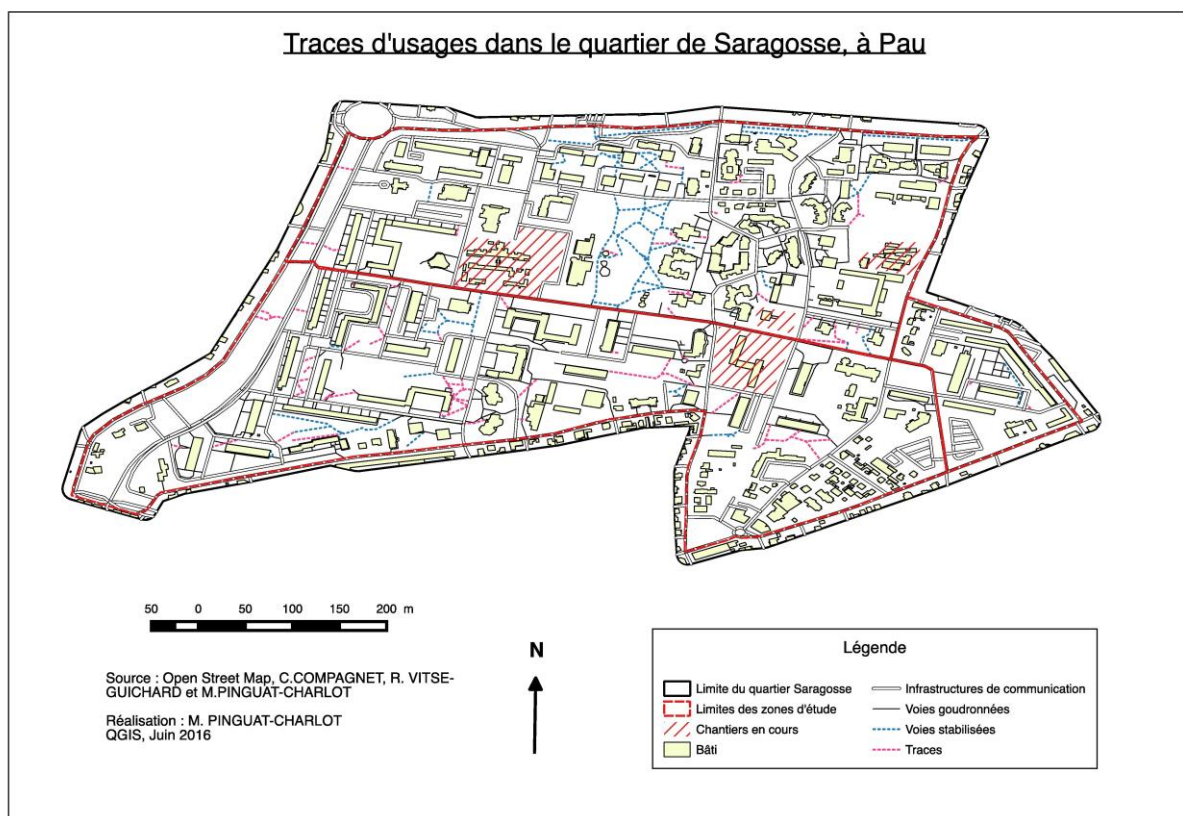 Traces d'usages dans le quartier de Saragosse, à Pau
50 0 50 100 150 200 m
Source : Open Street Map, C.COMPAGNET, R. VITSE-
GUICHARD et M.PINGUAT-CHARLOT
Réalisation : M. PINGUAT-CHARLOT
QGIS, Juin 2016
N
Légende
Limite du quartier Saragosse
Limites des zones d'étude
Chantiers en cours
Bâti
Infrastructures de communication
Voies goudronnées
Voies stabilisées
Traces